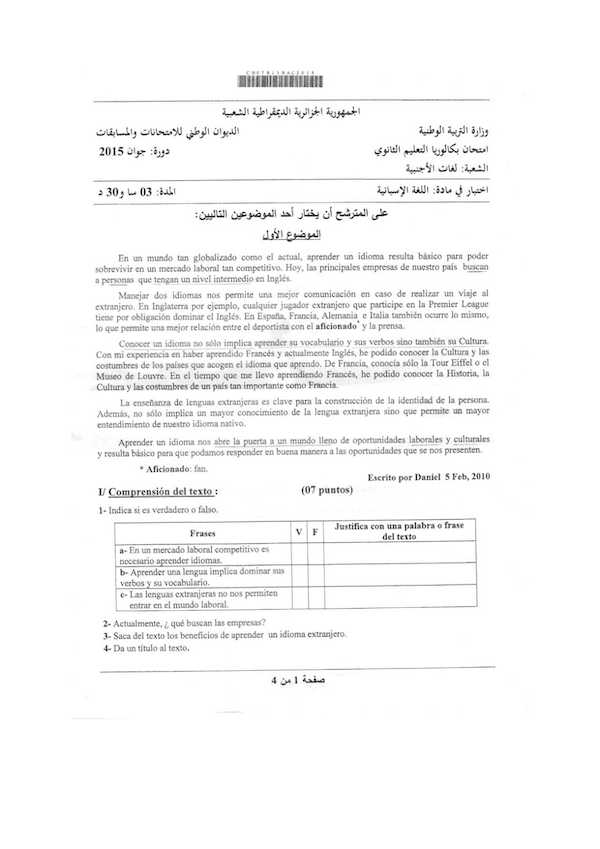 الجمهورية الجزائرية الديمقراطية الشعبية
وزارة التربية الوطنية
الديوان الوطني للامتحانات والمسابقات
امتحان بكالوريا التعليم الثانوي
دورة: جوان 2015
الشعبة: لغات الأجنبية
اختبار في مادة: اللغة الإسبانية
المدة: 03 سا و30 د
على المترشح أن يختار أحد الموضوعين التاليين:
الموضوع الأول
En un mundo tan globalizado como el actual, aprender un idioma resulta básico para poder
sobrevivir en un mercado laboral tan competitivo. Hoy, las principales empresas de nuestro país buscan
a personas que tengan un nivel intermedio en Inglés.
Manejar dos idiomas nos permite una mejor comunicación en caso de realizar un viaje al
extranjero. En Inglaterra por ejemplo, cualquier jugador extranjero que participe en la Premier League
tiene por obligación dominar el Inglés. En España, Francia, Alemania e Italia también ocurre lo mismo,
lo que permite una mejor relación entre el deportista con el aficionado* y la prensa.
Conocer un idioma no sólo implica aprender su vocabulario y sus verbos sino también su Cultura.
Con mi experiencia en haber aprendido Francés y actualmente Inglés, he podido conocer la Cultura y las
costumbres de los países que acogen el idioma que aprendo. De Francia, conocía sólo la Tour Eiffel o el
Museo de Louvre. En el tiempo que me llevo aprendiendo Francés, he podido conocer la Historia, la
Cultura y las costumbres de un país tan importante como Francia.
La enseñanza de lenguas extranjeras es clave para la construcción de la identidad de la persona.
Además, no sólo implica un mayor conocimiento de la lengua extranjera sino que permite un mayor
entendimiento de nuestro idioma nativo.
Aprender un idioma nos abre la puerta a un mundo lleno de oportunidades laborales y culturales
y resulta básico para que podamos responder en buena manera a las oportunidades que se nos presenten.
* Aficionado: fan.
Escrito por Daniel 5 Feb, 2010
I/ Comprensión del texto : (07 puntos)
1- Indica si es verdadero o falso.
Frases V F Justifica con una palabra o frase
del texto
a- En un mercado laboral competitivo es
necesario aprender idiomas.
b- Aprender una lengua implica dominar sus
verbos y su vocabulario.
c- Las lenguas extranjeras no nos permiten
entrar en el mundo laboral.
2- Actualmente, ¿ qué buscan las empresas?
3- Saca del texto los beneficios de aprender un idioma extranjero.
4- Da un título al texto.
صفحة 1 من 4